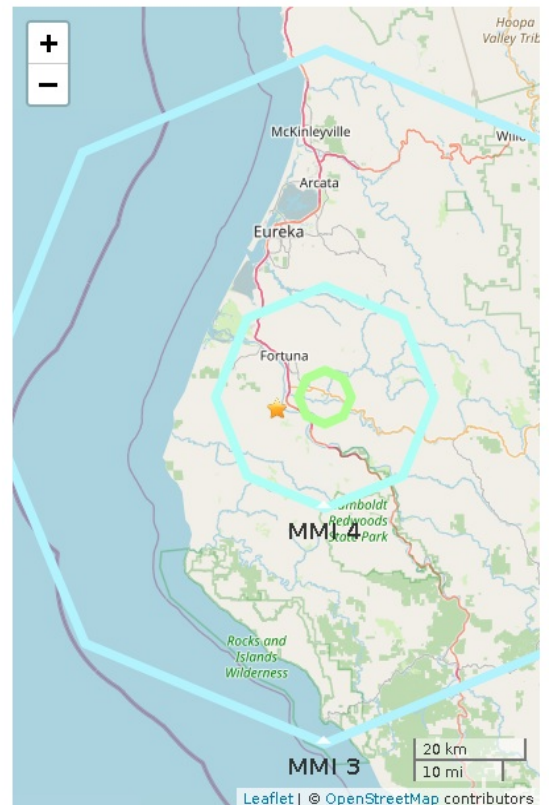 +
Hoopa
Valley Trib
−
McKinleyville
Willo
Arcata
Eureka
Fortuna
Humboldt
Redwoods
State Park
MMI 4
Rocks and
Islands
Wilderness
MMI 3
20 km
10 mi
Leaflet | © OpenStreetMap contributors